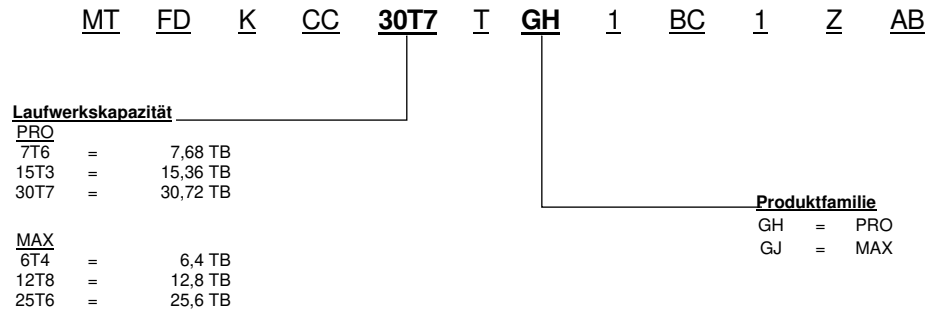 MT FD K CC 30T7 T GH 1 BC 1 Z AB
Laufwerkskapazität
PRO
7T6 = 7,68 TB
15T3 = 15,36 TB
30T7 = 30,72 TB
MAX
6T4 = 6,4 TB
12T8 = 12,8 TB
25T6 = 25,6 TB
Produktfamilie
GH = PRO
GJ = MAX